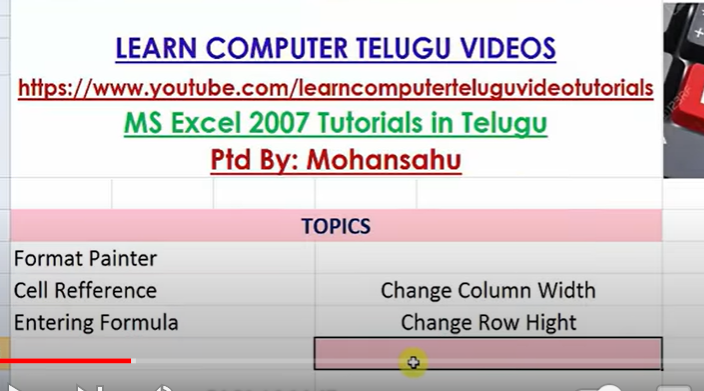 LEARN COMPUTER TELUGU VIDEOS
https://www.youtube.com/learncomputerteluguvideotutorials
MS Excel 2007 Tutorials in Telugu
Ptd By: Mohansahu
TOPICS
Format Painter
Cell Refference Change Column Width
Entering Formula Change Row Hight